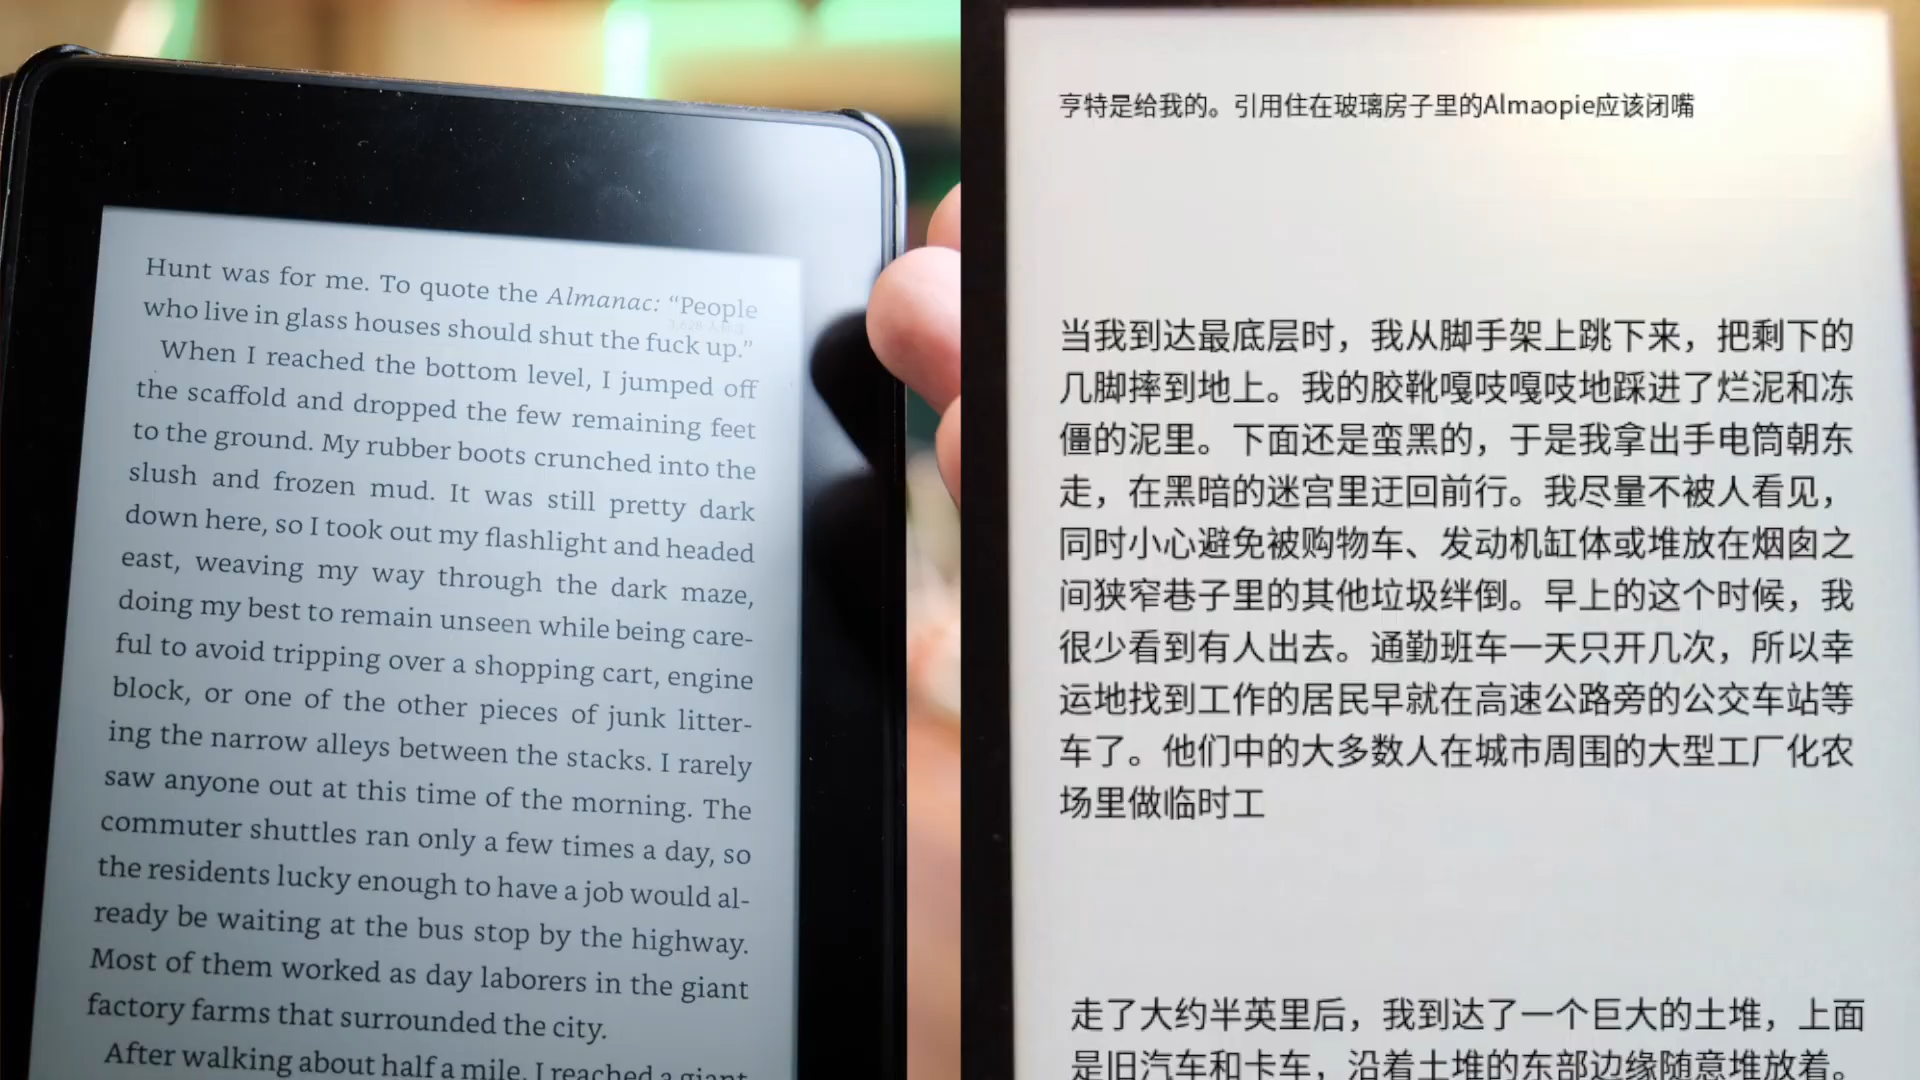 Hunt was for me. To quote the Almanac: “People
who live in glass houses should shut the fuck up.”
When I reached the bottom level, I jumped off
the scaffold and dropped the few remaining feet
to the ground. My rubber boots crunched into the
slush and frozen mud. It was still pretty dark
down here, so I took out my flashlight and headed
east, weaving my way through the dark maze,
doing my best to remain unseen while being care-
ful to avoid tripping over a shopping cart, engine
block, or one of the other pieces of junk litter-
ing the narrow alleys between the stacks. I rarely
saw anyone out at this time of the morning. The
commuter shuttles ran only a few times a day, so
the residents lucky enough to have a job would al-
ready be waiting at the bus stop by the highway.
Most of them worked as day laborers in the giant
factory farms that surrounded the city.
After walking about half a mile, I reached a giant
亨特是给我的。引用住在玻璃房子里的Almaopie应该闭嘴
当我到达最底层时，我从脚手架上跳下来，把剩下的
几脚摔到地上。我的胶靴嘎吱嘎吱地踩进了烂泥和冻
僵的泥里。下面还是蛮黑的，于是我拿出手电筒朝东
走，在黑暗的迷宫里迂回前行。我尽量不被人看见，
同时小心避免被购物车、发动机缸体或堆放在烟囱之
间狭窄巷子里的其他垃圾绊倒。早上的这个时候，我
很少看到有人出去。通勤班车一天只开几次，所以幸
运地找到工作的居民早就在高速公路旁的公交车站等
车了。他们中的大多数人在城市周围的大型工厂化农
场里做临时工
走了大约半英里后，我到达了一个巨大的土堆，上面
是旧汽车和卡车，沿着土堆的东部边缘随意堆放着。